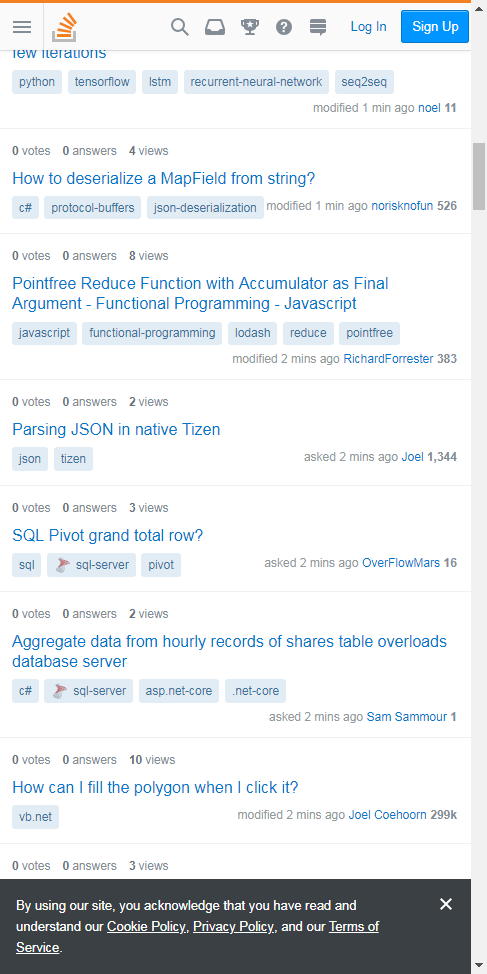 Log In Sign Up
few iterations
python tensorflow lstm recurrent-neural-network seq2seq
modified 1 min ago noel 11
0 votes 0 answers 4 views
How to deserialize a MapField from string?
c# protocol-buffers json-deserialization modified 1 min ago norisknofun 526
0 votes 0 answers 8 views
Pointfree Reduce Function with Accumulator as Final
Argument - Functional Programming - Javascript
javascript functional-programming lodash reduce pointfree
modified 2 mins ago RichardForrester 383
0 votes 0 answers 2 views
Parsing JSON in native Tizen
json tizen asked 2 mins ago Joel 1,344
0 votes 0 answers 3 views
SQL Pivot grand total row?
sql sql-server pivot asked 2 mins ago OverFlowMars 16
0 votes 0 answers 2 views
Aggregate data from hourly records of shares table overloads
database server
c# sql-server asp.net-core .net-core
asked 2 mins ago Sam Sammour 1
0 votes 0 answers 10 views
How can I fill the polygon when I click it?
vb.net modified 2 mins ago Joel Coehoorn 299k
0 votes 0 answers 3 views
By using our site, you acknowledge that you have read and
understand our Cookie Policy, Privacy Policy, and our Terms of
Service.